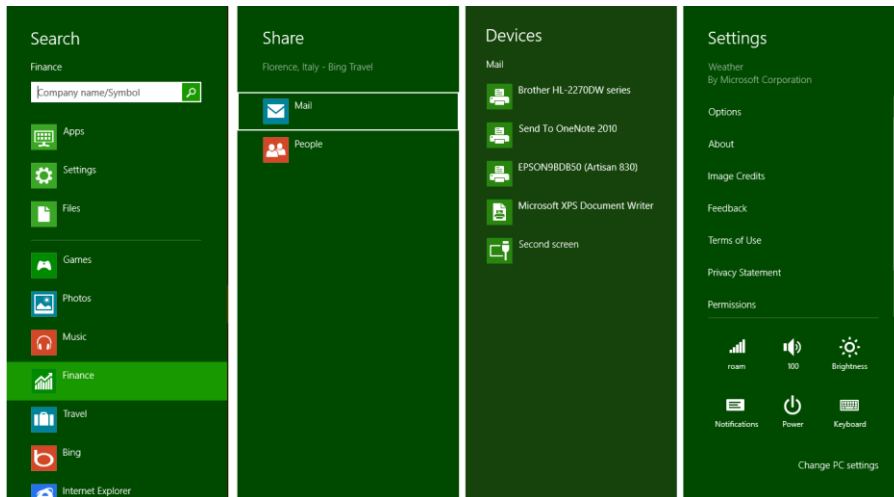 Search
Finance
Company name/Symbol
Apps
Settings
Files
Games
Photos
Music
Finance
Travel
Bing
Internet Explorer
Share
Florence, Italy - Bing Travel
Mail
People
Devices
Mail
Brother HL-2270DW series
Send To OneNote 2010
EPSON9BDB50 (Artisan 830)
Microsoft XPS Document Writer
Second screen
Settings
Weather
By Microsoft Corporation
Options
About
Image Credits
Feedback
Terms of Use
Privacy Statement
Permissions
roam 100 Brightness
Notifications Power Keyboard
Change PC settings